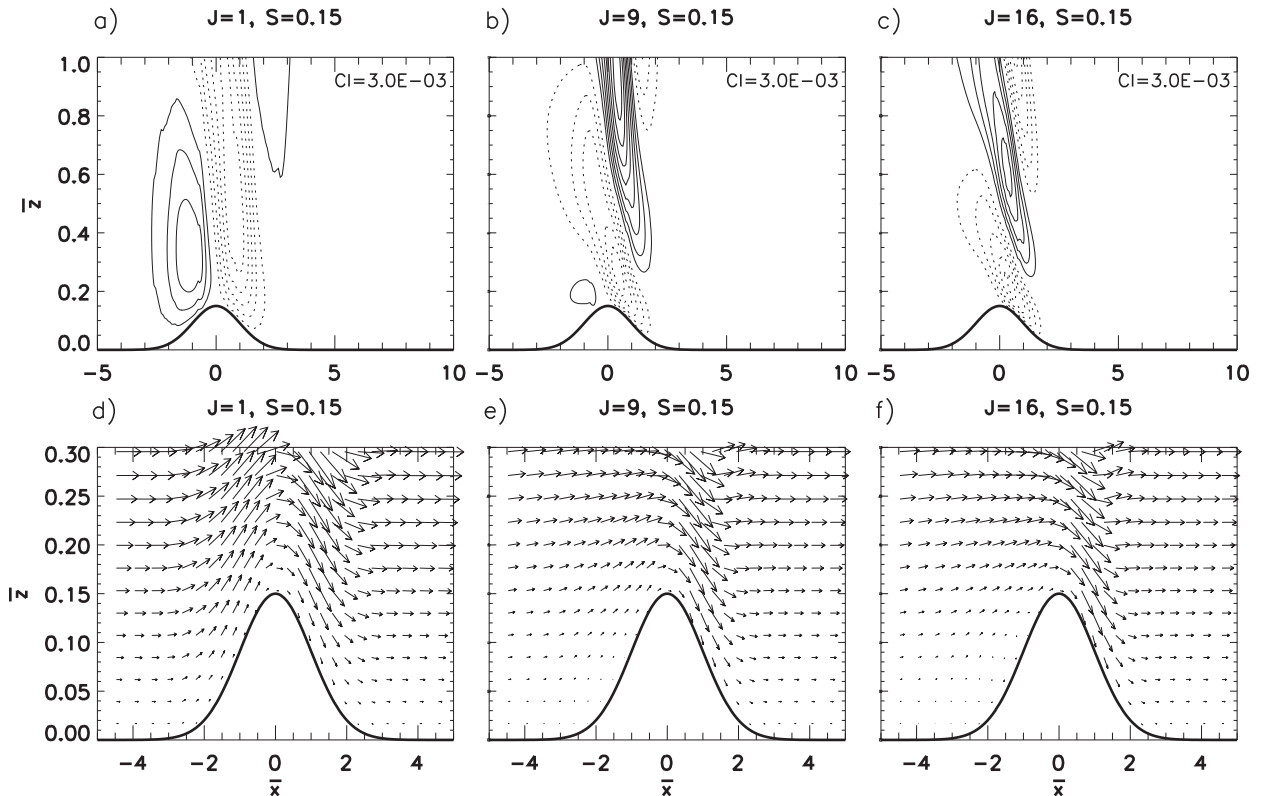 a) J=1, S=0.15
b) J=9, S=0.15
c) J=16, S=0.15
CI=3.0E−03
CI=3.0E−03
CI=3.0E−03
1.0
0.8
0.6
0.4
0.2
0.0
z
−5 0 5 10
−5 0 5 10
−5 0 5 10
d) J=1, S=0.15
e) J=9, S=0.15
f) J=16, S=0.15
0.30
0.25
0.20
0.15
0.10
0.05
0.00
z
−4 −2 0 2 4
−4 −2 0 2 4
−4 −2 0 2 4
x
x
x